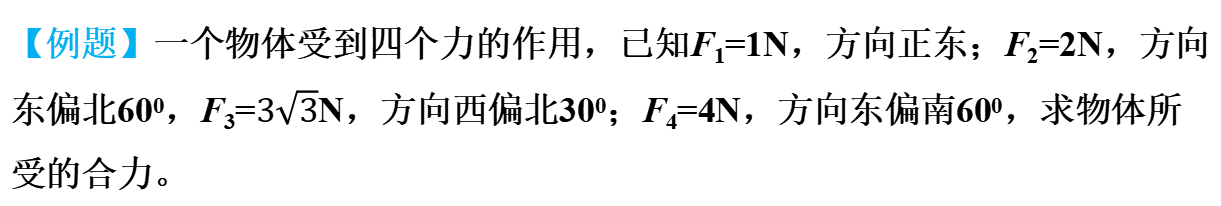 【例题】一个物体受到四个力的作用，已知F₁=1N，方向正东；F₂=2N，方向
东偏北60⁰，F₃=3√3N，方向西偏北30⁰；F₄=4N，方向东偏南60⁰，求物体所
受的合力。